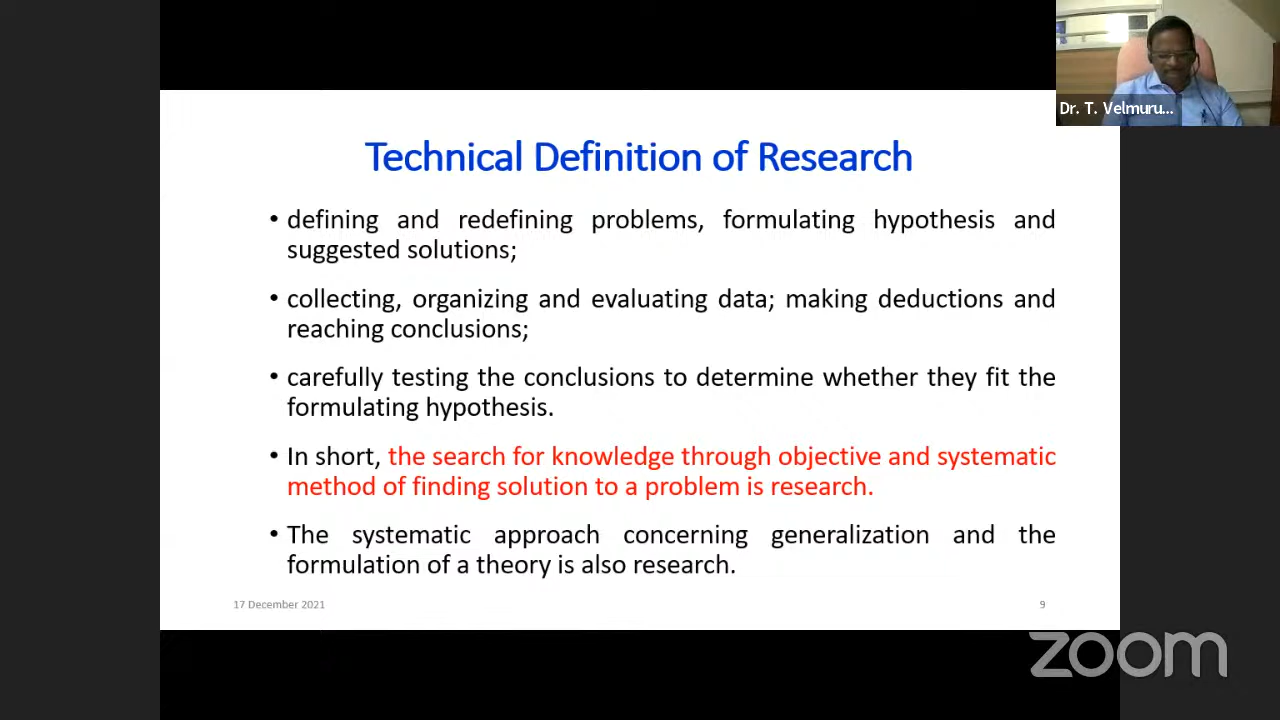 Dr. T. Velmuru...
Technical Definition of Research
• defining and redefining problems, formulating hypothesis and
suggested solutions;
• collecting, organizing and evaluating data; making deductions and
reaching conclusions;
• carefully testing the conclusions to determine whether they fit the
formulating hypothesis.
• In short, the search for knowledge through objective and systematic
method of finding solution to a problem is research.
• The systematic approach concerning generalization and the
formulation of a theory is also research.
17 December 2021
9
zoom